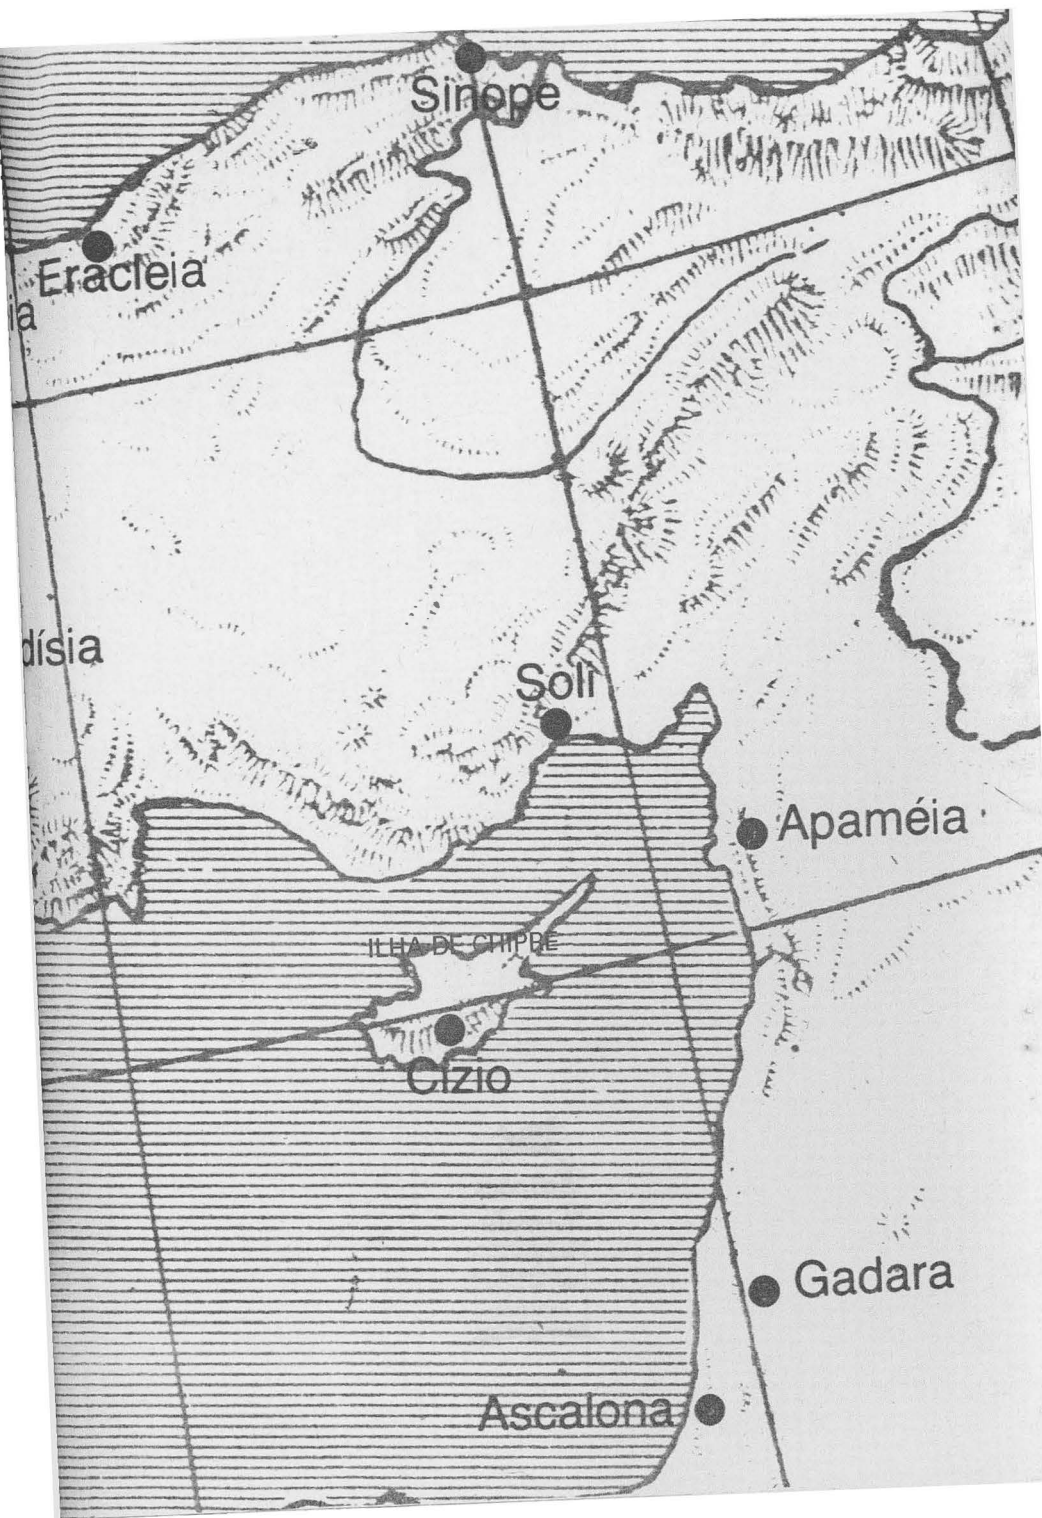 Sinope
Eracleia
ia
dísia
Soli
Apaméia
ILHA DE CHIPRE
Cízio
Gadara
Ascalona